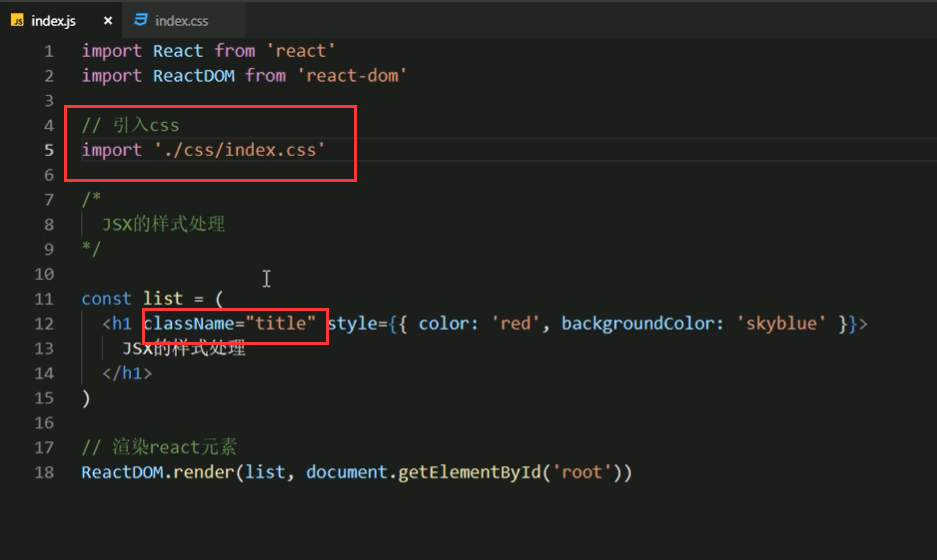 JS index.js × index.css
1 import React from 'react'
2 import ReactDOM from 'react-dom'
3
4 // 引入css
5 import './css/index.css'
6
7 /*
8 JSX的样式处理
9 */
10
11 const list = (
12 <h1 className="title" style={{ color: 'red', backgroundColor: 'skyblue' }}>
13 JSX的样式处理
14 </h1>
15 )
16
17 // 渲染react元素
18 ReactDOM.render(list, document.getElementById('root'))